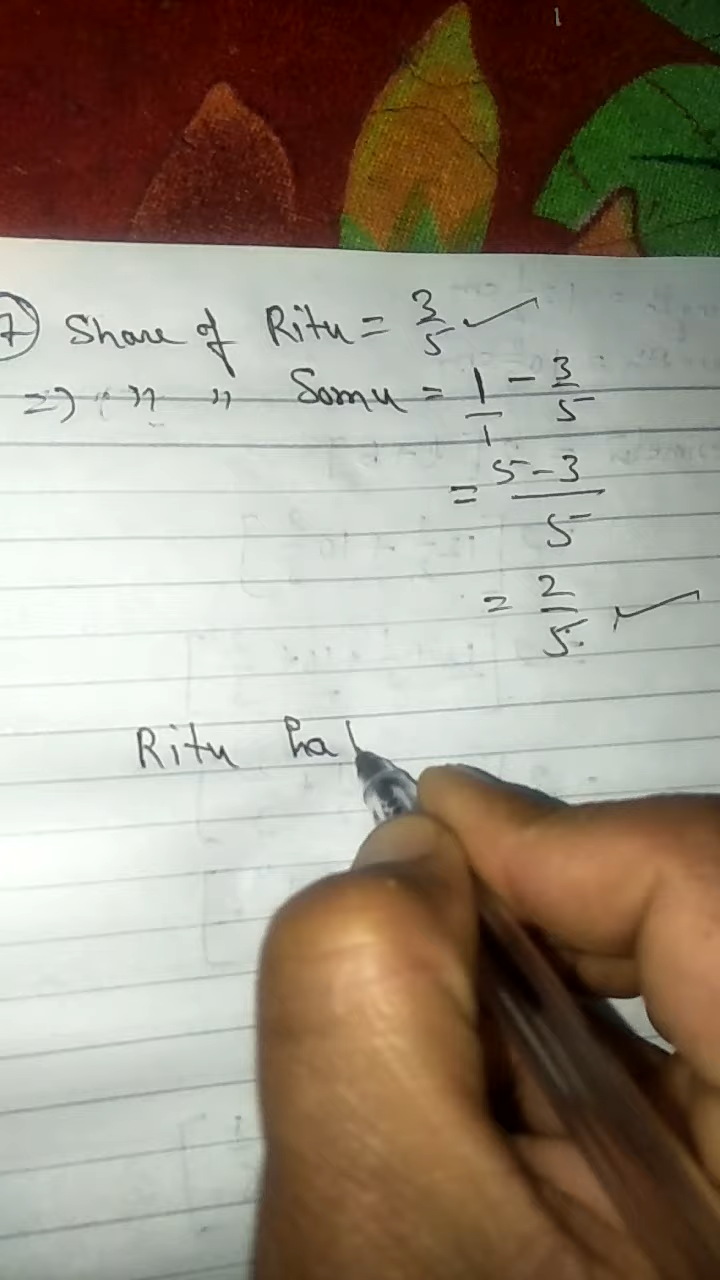 7 Share of Ritu = 3/5 ✓
=> " " Somu = 1/1 - 3/5
= 5-3/5
= 2/5 ✓
Ritu ha